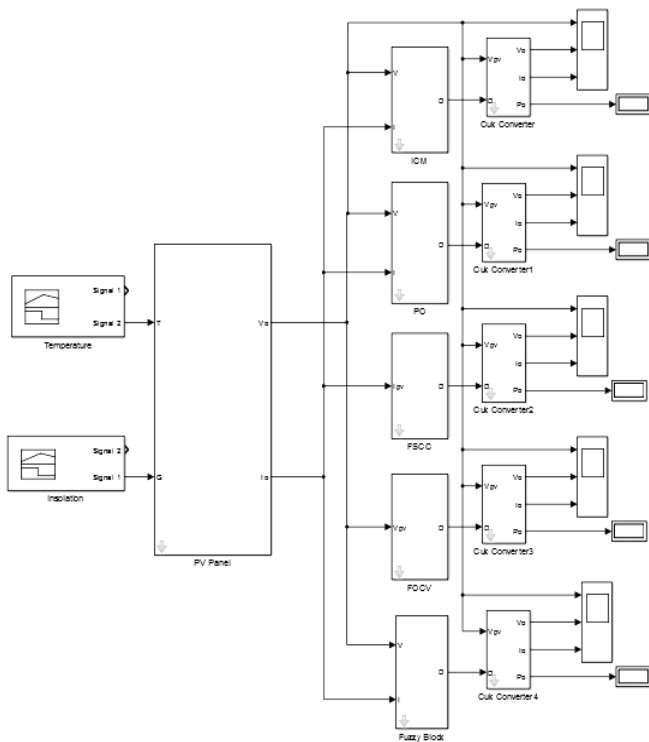 Vo
V
Vpv
Io
D
D
I
Po
Cuk Converter
ICM
Vo
V
Vpv
Io
D
D
Po
I
Cuk Converter1
Signal 1
PO
Signal 2
T
Vo
Vo
Temperature
Vpv
Io
Ipv
D
D
Po
Cuk Converter2
FSCC
Signal 2
Signal 1
G
Io
Vo
Insolation
Vpv
Io
Vpv
D
D
Po
PV Panel
Cuk Converter3
FOCV
Vo
Vpv
V
Io
D
D
Po
I
Cuk Converter4
Fuzzy Block